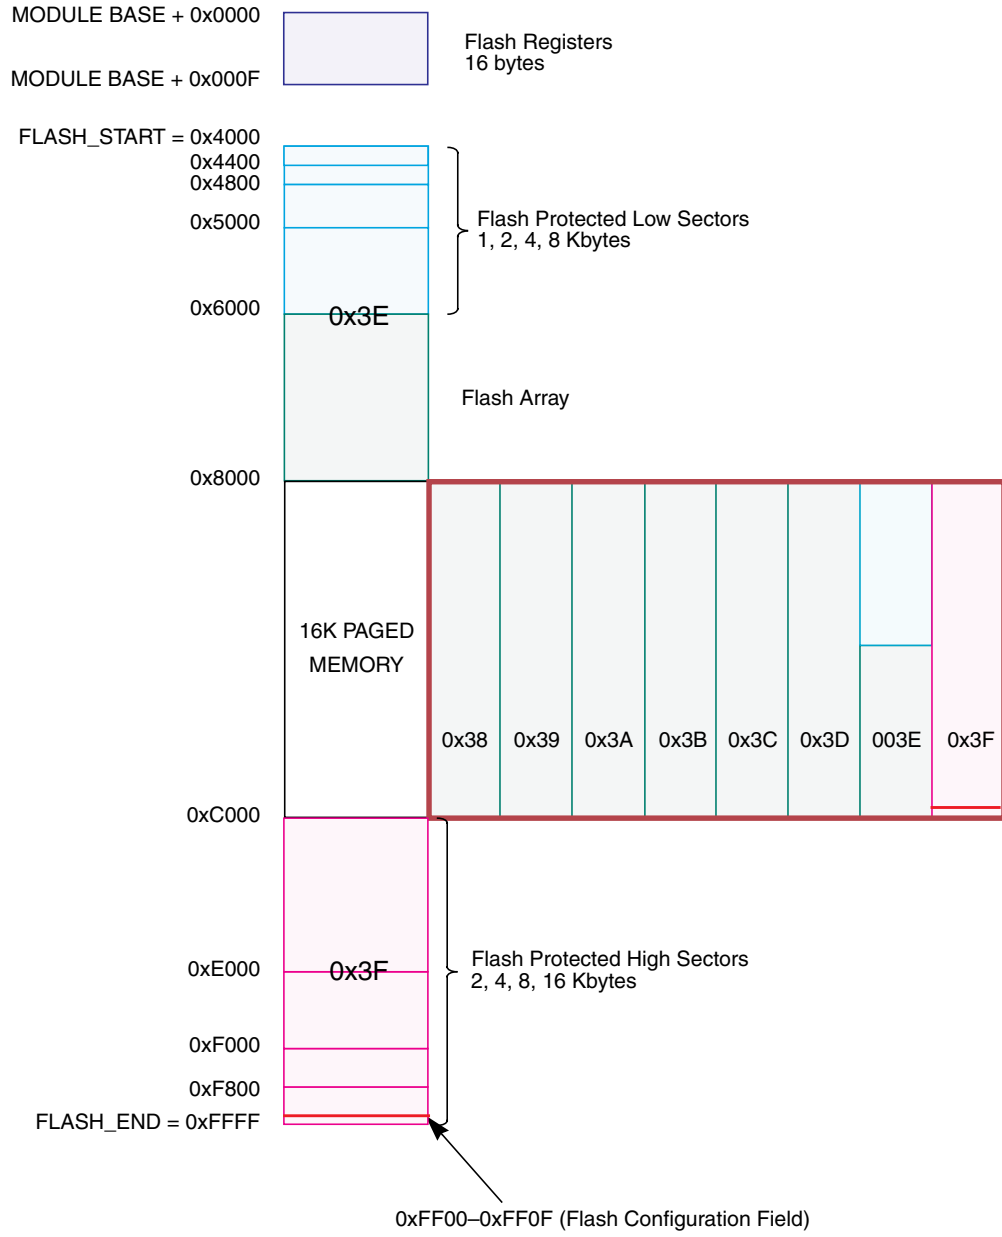 MODULE BASE + 0x0000
Flash Registers
16 bytes
MODULE BASE + 0x000F
FLASH_START = 0x4000
0x4400
0x4800
0x5000
Flash Protected Low Sectors
1, 2, 4, 8 Kbytes
0x6000
0x3E
Flash Array
0x8000
16K PAGED
MEMORY
0x38
0x39
0x3A
0x3B
0x3C
0x3D
003E
0x3F
0xC000
Flash Protected High Sectors
2, 4, 8, 16 Kbytes
0xE000
0x3F
0xF000
0xF800
FLASH_END = 0xFFFF
0xFF00–0xFF0F (Flash Configuration Field)